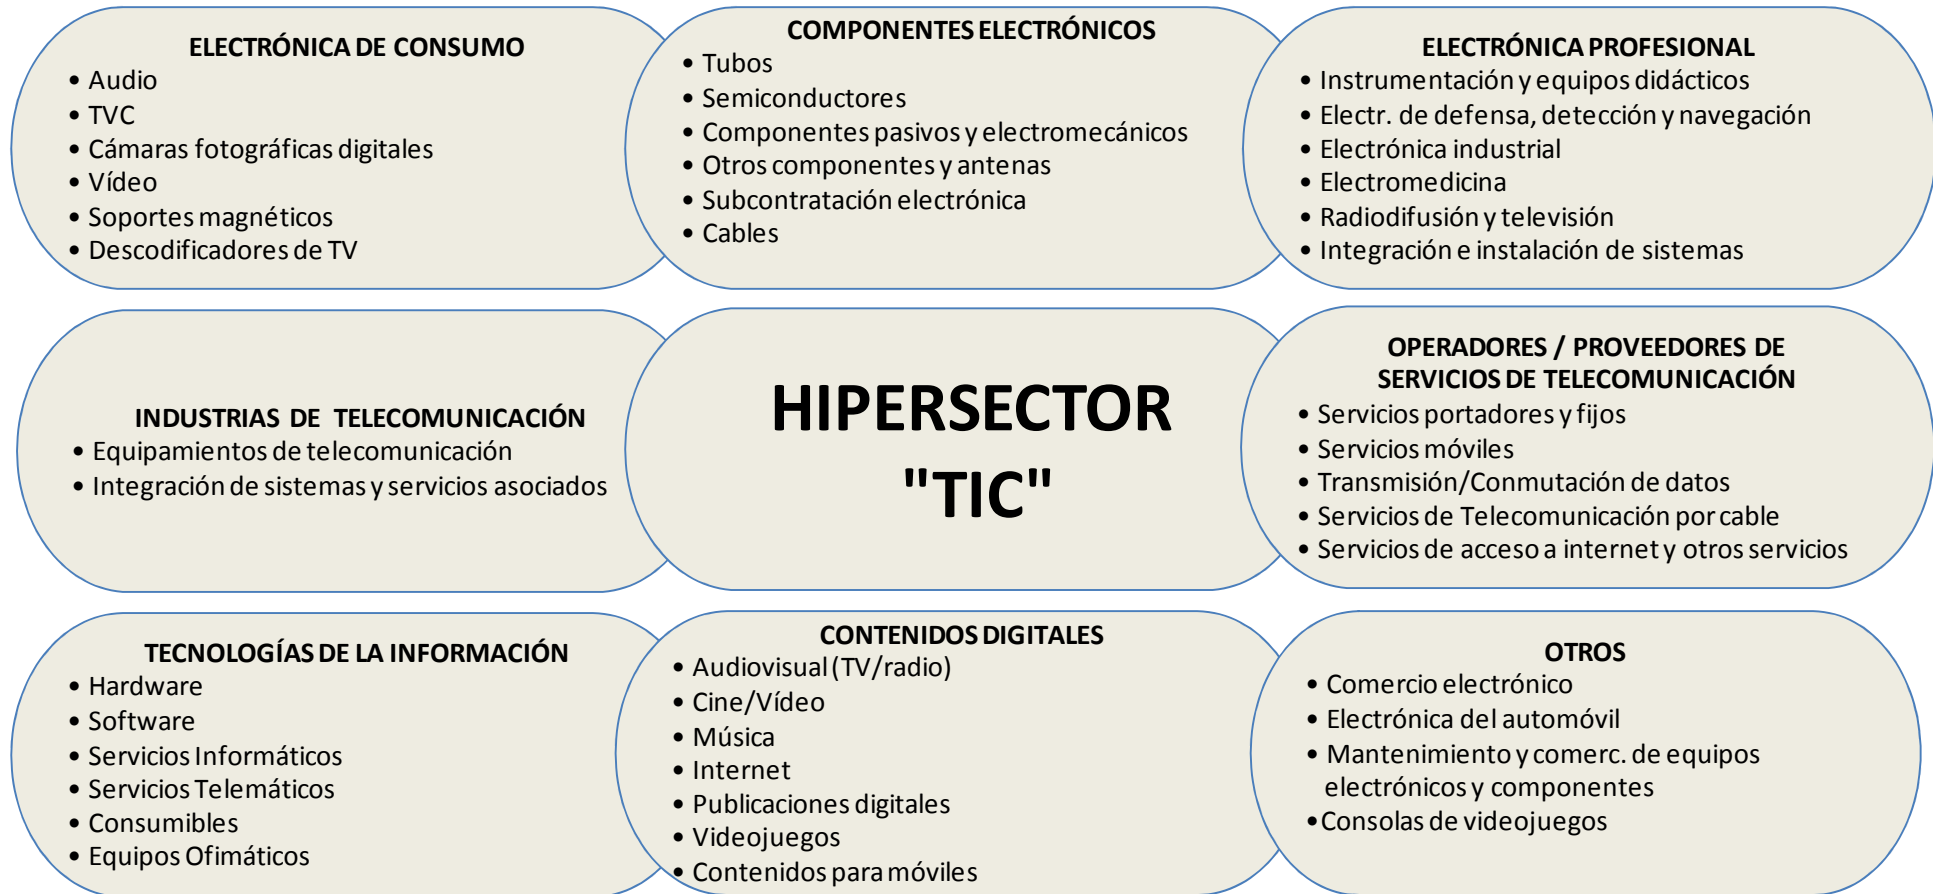 ELECTRÓNICA DE CONSUMO
• Audio
• TVC
• Cámaras fotográficas digitales
• Vídeo
• Soportes magnéticos
• Descodificadores de TV
COMPONENTES ELECTRÓNICOS
• Tubos
• Semiconductores
• Componentes pasivos y electromecánicos
• Otros componentes y antenas
• Subcontratación electrónica
• Cables
ELECTRÓNICA PROFESIONAL
• Instrumentación y equipos didácticos
• Electr. de defensa, detección y navegación
• Electrónica industrial
• Electromedicina
• Radiodifusión y televisión
• Integración e instalación de sistemas
INDUSTRIAS DE TELECOMUNICACIÓN
• Equipamientos de telecomunicación
• Integración de sistemas y servicios asociados
HIPERSECTOR
"TIC"
OPERADORES / PROVEEDORES DE
SERVICIOS DE TELECOMUNICACIÓN
• Servicios portadores y fijos
• Servicios móviles
• Transmisión/Conmutación de datos
• Servicios de Telecomunicación por cable
• Servicios de acceso a internet y otros servicios
TECNOLOGÍAS DE LA INFORMACIÓN
• Hardware
• Software
• Servicios Informáticos
• Servicios Telemáticos
• Consumibles
• Equipos Ofimáticos
CONTENIDOS DIGITALES
• Audiovisual (TV/radio)
• Cine/Vídeo
• Música
• Internet
• Publicaciones digitales
• Videojuegos
• Contenidos para móviles
OTROS
• Comercio electrónico
• Electrónica del automóvil
• Mantenimiento y comerc. de equipos
electrónicos y componentes
•Consolas de videojuegos